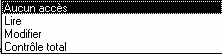 Aucun accès
Lire
Modifier
Contrôle total